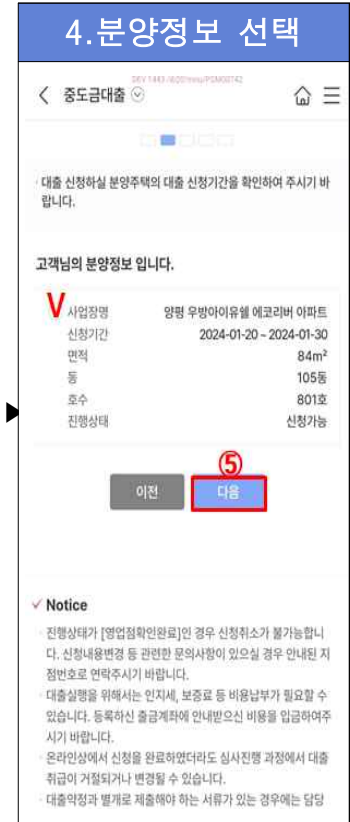 4.분양정보 선택
중도금대출
· 대출 신청하실 분양주택의 대출 신청기간을 확인하여 주시기 바
랍니다.
고객님의 분양정보 입니다.
V
사업장명 양평 우방아이유쉘 에코리버 아파트
신청기간 2024-01-20 ~ 2024-01-30
면적 84m²
동 105동
호수 801호
진행상태 신청가능
⑤
이전 다음
Notice
· 진행상태가 [영업점확인완료]인 경우 신청취소가 불가능합니
다. 신청내용변경 등 관련한 문의사항이 있으실 경우 안내된 지
점번호로 연락주시기 바랍니다.
· 대출실행을 위해서는 인지세, 보증료 등 비용납부가 필요할 수
있습니다. 등록하신 출금계좌에 안내받으신 비용을 입금하여주
시기 바랍니다.
· 온라인상에서 신청을 완료하였더라도 심사진행 과정에서 대출
취급이 거절되거나 변경될 수 있습니다.
· 대출약정과 별개로 제출해야 하는 서류가 있는 경우에는 담당